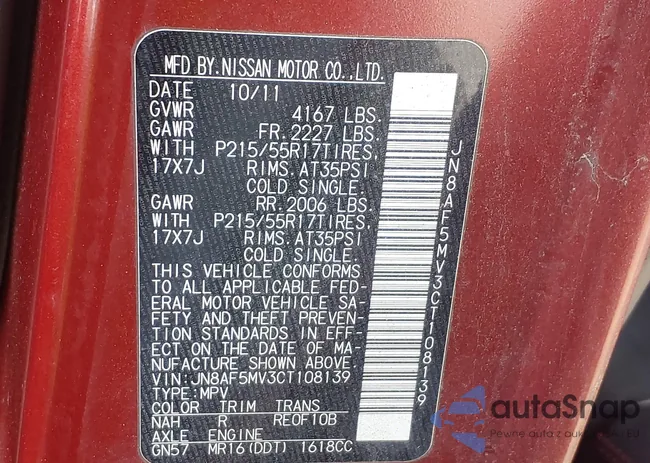 MFD BY.NISSAN MOTOR CO.,LTD.
DATE 10/11
GVWR 4167 LBS.
GAWR FR.2227 LBS.
WITH P215/55R17TIRES,
17X7J RIMS.AT35PSI
COLD SINGLE.
GAWR RR.2006 LBS.
WITH P215/55R17TIRES,
17X7J RIMS.AT35PSI
COLD SINGLE.
THIS VEHICLE CONFORMS
TO ALL APPLICABLE FED-
ERAL MOTOR VEHICLE SA-
FETY AND THEFT PREVEN-
TION STANDARDS IN EFF-
ECT ON THE DATE OF MA-
NUFACTURE SHOWN ABOVE.
VIN:JN8AF5MV3CT108139
TYPE:MPV
COLOR TRIM TRANS
NAH R RE0F10B
AXLE ENGINE
GN57 MR16(DDT) 1618CC
JN8AF5MV3CT108139
autoSnap
Pewne auto z aukcji